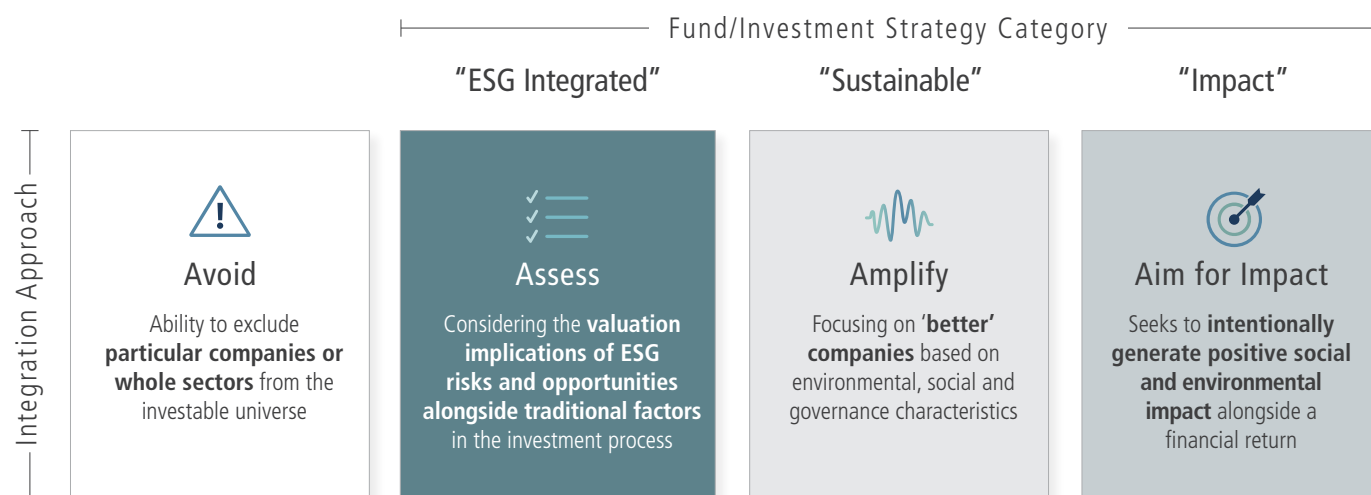 Fund/Investment Strategy Category
"ESG Integrated"
"Sustainable"
"Impact"
Integration Approach
Avoid
Ability to exclude
particular companies or
whole sectors from the
investable universe
Assess
Considering the valuation
implications of ESG
risks and opportunities
alongside traditional factors
in the investment process
Amplify
Focusing on ‘better’
companies based on
environmental, social and
governance characteristics
Aim for Impact
Seeks to intentionally
generate positive social
and environmental
impact alongside a
financial return